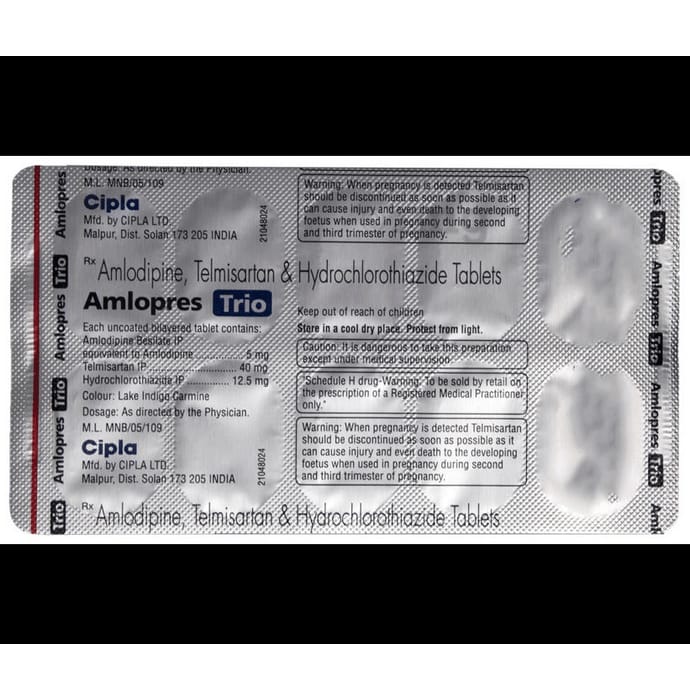 Dosage: As directed by the Physician.
M.L. MNB/05/109
Cipla
Mfd. by CIPLA LTD.
Malpur, Dist. Solan 173 205 INDIA
21048024
Warning: When pregnancy is detected Telmisartan
should be discontinued as soon as possible as it
can cause injury and even death to the developing
foetus when used in pregnancy during second
and third trimester of pregnancy.
Rx Amlodipine, Telmisartan & Hydrochlorothiazide Tablets
Amlopres Trio
Each uncoated bilayered tablet contains:
Amlodipine Besilate IP
equivalent to Amlodipine ................ 5 mg
Telmisartan IP ........................... 40 mg
Hydrochlorothiazide IP ............. 12.5 mg
Colour: Lake Indigo Carmine
Dosage: As directed by the Physician.
M.L. MNB/05/109
Cipla
Mfd. by CIPLA LTD.
Malpur, Dist. Solan 173 205 INDIA
21048024
Keep out of reach of children
Store in a cool dry place. Protect from light.
Caution: It is dangerous to take this preparation
except under medical supervision.
"Schedule H drug-Warning: To be sold by retail on
the prescription of a Registered Medical Practitioner
only."
Warning: When pregnancy is detected Telmisartan
should be discontinued as soon as possible as it
can cause injury and even death to the developing
foetus when used in pregnancy during second
and third trimester of pregnancy.
Rx Amlodipine, Telmisartan & Hydrochlorothiazide Tablets
Trio Amlopres Trio Amlopres Trio Amlopres
opres Trio Amlopres Trio Amlopres Trio Aml